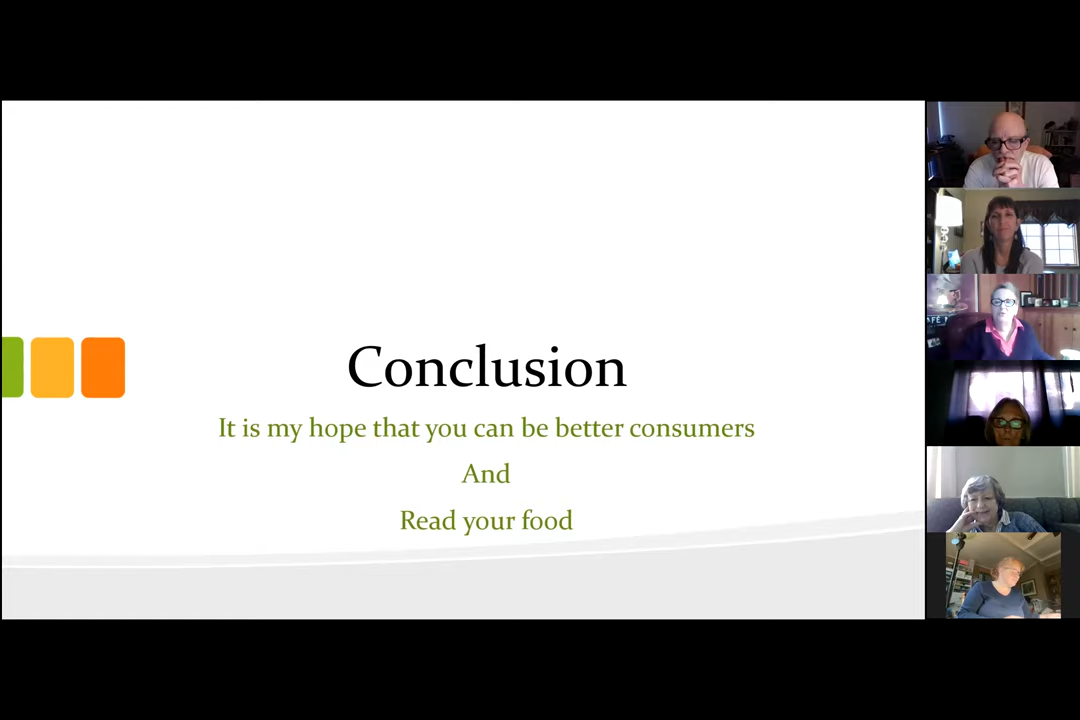 Conclusion
It is my hope that you can be better consumers
And
Read your food